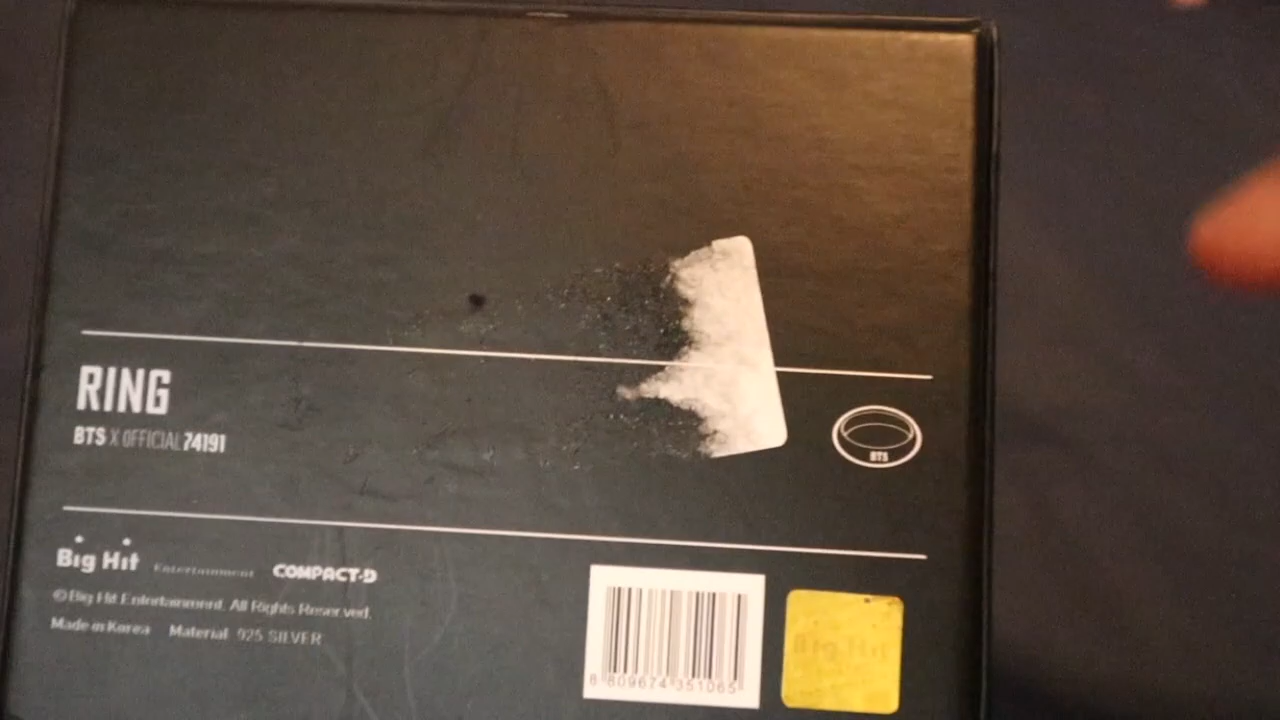 RING
BTS X OFFICIAL 74191
BTS
Big Hit Entertainment COMPACT-D
©Big Hit Entertainment. All Rights Reserved.
Made in Korea Material 925 SILVER
8 809674 351065
Big Hit